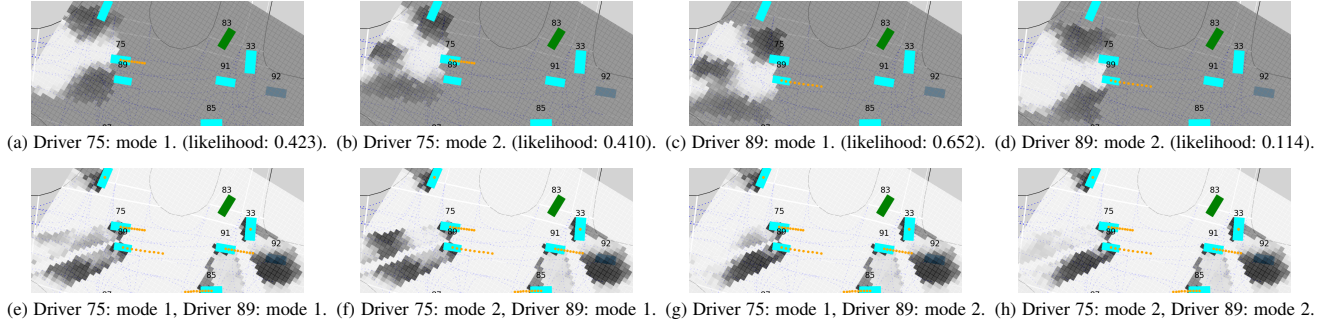 83 83 83 83
75 33 75 33 75 33 75 33
89 91 92 89 91 92 89 91 92 89 91 92
85 85 85 85
(a) Driver 75: mode 1. (likelihood: 0.423). (b) Driver 75: mode 2. (likelihood: 0.410). (c) Driver 89: mode 1. (likelihood: 0.652). (d) Driver 89: mode 2. (likelihood: 0.114).
83 83 83 83
75 33 75 33 75 33 75 33
89 91 92 89 91 92 89 91 92 89 91 92
85 85 85 85
(e) Driver 75: mode 1, Driver 89: mode 1. (f) Driver 75: mode 2, Driver 89: mode 1. (g) Driver 75: mode 1, Driver 89: mode 2. (h) Driver 75: mode 2, Driver 89: mode 2.